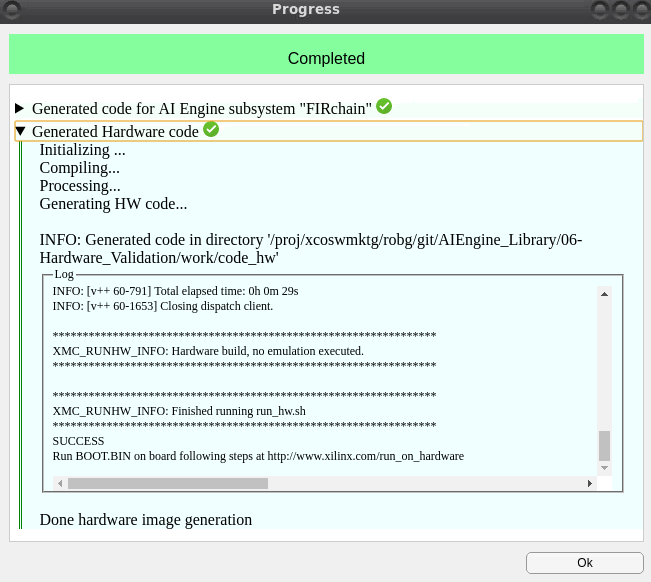 Progress
Completed
Generated code for AI Engine subsystem "FIRchain"
Generated Hardware code
Initializing ...
Compiling...
Processing...
Generating HW code...
INFO: Generated code in directory '/proj/xcoswmktg/robg/git/AIEngine_Library/06-
Hardware_Validation/work/code_hw'
Log
INFO: [v++ 60-791] Total elapsed time: 0h 0m 29s
INFO: [v++ 60-1653] Closing dispatch client.
****************************************************************
XMC_RUNHW_INFO: Hardware build, no emulation executed.
****************************************************************
****************************************************************
XMC_RUNHW_INFO: Finished running run_hw.sh
****************************************************************
SUCCESS
Run BOOT.BIN on board following steps at http://www.xilinx.com/run_on_hardware
Done hardware image generation
Ok